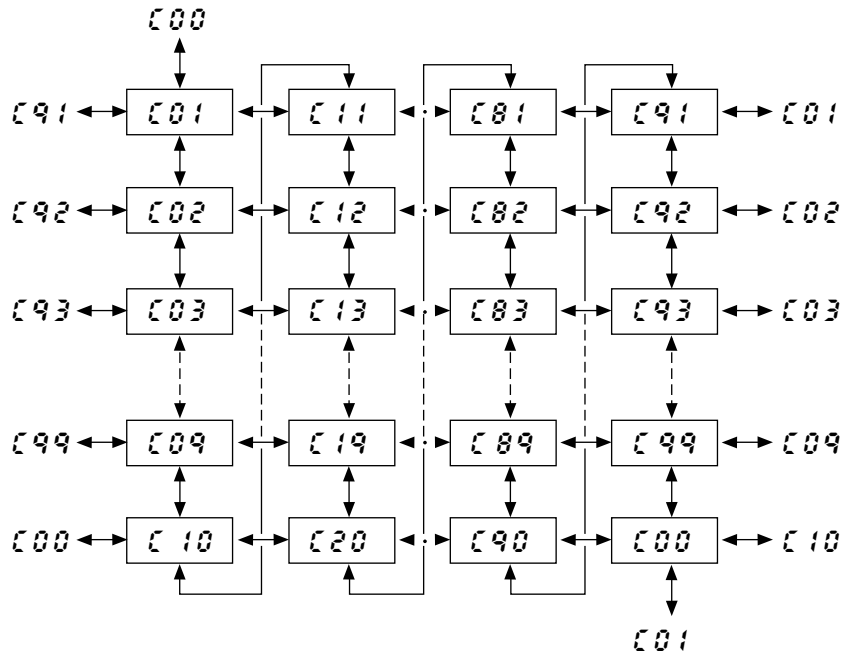 C00
C91 C01 C11 C81 C91 C01
C92 C02 C12 C82 C92 C02
C93 C03 C13 C83 C93 C03
C99 C09 C19 C89 C99 C09
C00 C10 C20 C90 C00 C10
C01